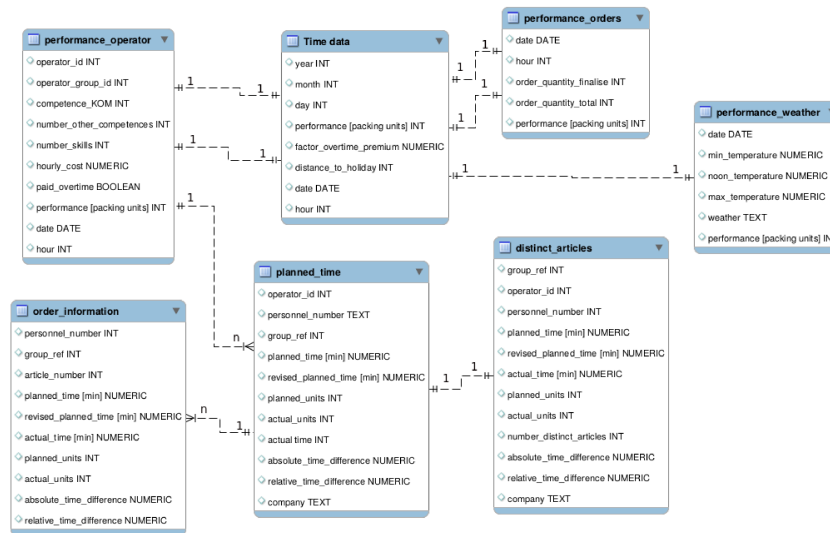 performance_operator
operator_id INT
operator_group_id INT
competence_KOM INT
number_other_competences INT
number_skills INT
hourly_cost NUMERIC
paid_overtime BOOLEAN
performance [packing units] INT
date DATE
hour INT
Time data
year INT
month INT
day INT
performance [packing units] INT
factor_overtime_premium NUMERIC
distance_to_holiday INT
date DATE
hour INT
performance_orders
date DATE
hour INT
order_quantity_finalise INT
order_quantity_total INT
performance [packing units] INT
performance_weather
date DATE
min_temperature NUMERIC
noon_temperature NUMERIC
max_temperature NUMERIC
weather TEXT
performance [packing units] IN
1
1
1
1
1
1
1
1
1
1
1
n
order_information
personnel_number INT
group_ref INT
article_number INT
planned_time [min] NUMERIC
revised_planned_time [min] NUMERIC
actual_time [min] NUMERIC
planned_units INT
actual_units INT
absolute_time_difference NUMERIC
relative_time_difference NUMERIC
n
1
planned_time
operator_id INT
personnel_number TEXT
group_ref INT
planned_time [min] NUMERIC
revised_planned_time [min] NUMERIC
planned_units INT
actual_units INT
actual time INT
absolute_time_difference NUMERIC
relative_time_difference NUMERIC
company TEXT
1
1
distinct_articles
group_ref INT
operator_id INT
personnel_number INT
planned_time [min] NUMERIC
revised_planned_time [min] NUMERIC
actual_time [min] NUMERIC
planned_units INT
actual_units INT
number_distinct_articles INT
absolute_time_difference NUMERIC
relative_time_difference NUMERIC
company TEXT